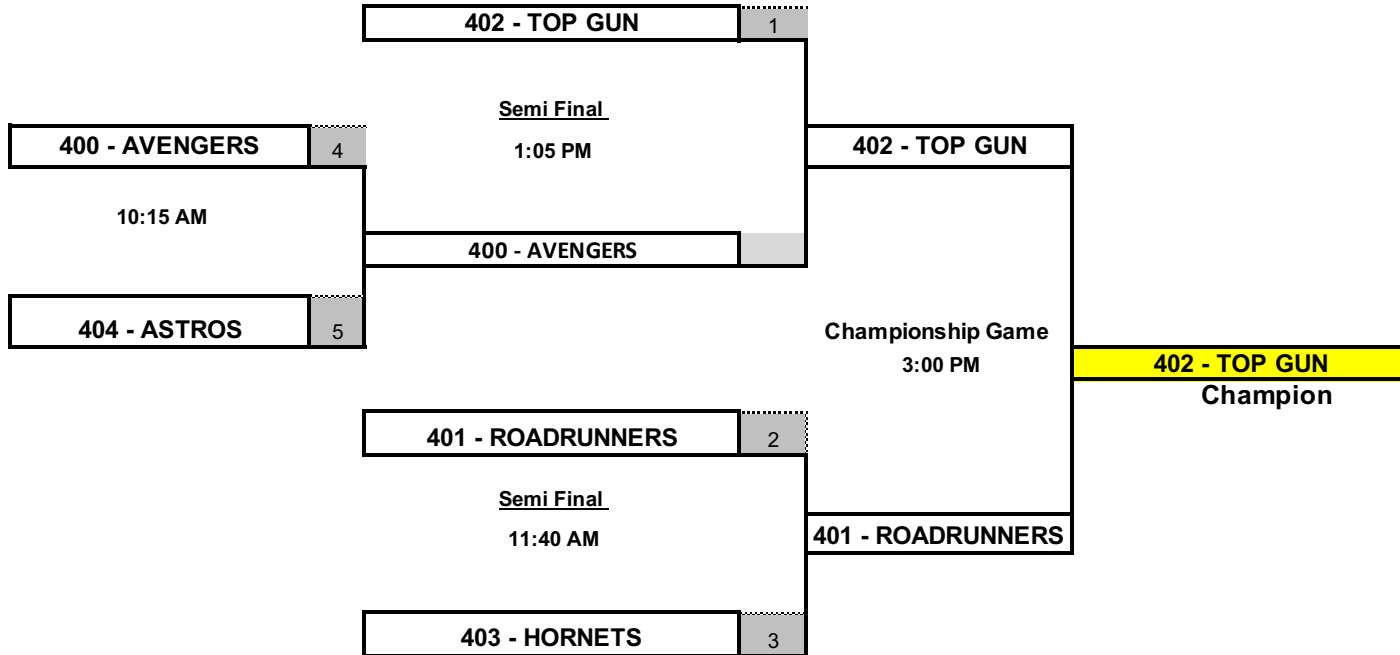 402 - TOP GUN 1
Semi Final
400 - AVENGERS 4
1:05 PM
402 - TOP GUN
10:15 AM
400 - AVENGERS
404 - ASTROS 5
Championship Game
3:00 PM
402 - TOP GUN
Champion
401 - ROADRUNNERS 2
Semi Final
11:40 AM
401 - ROADRUNNERS
403 - HORNETS 3